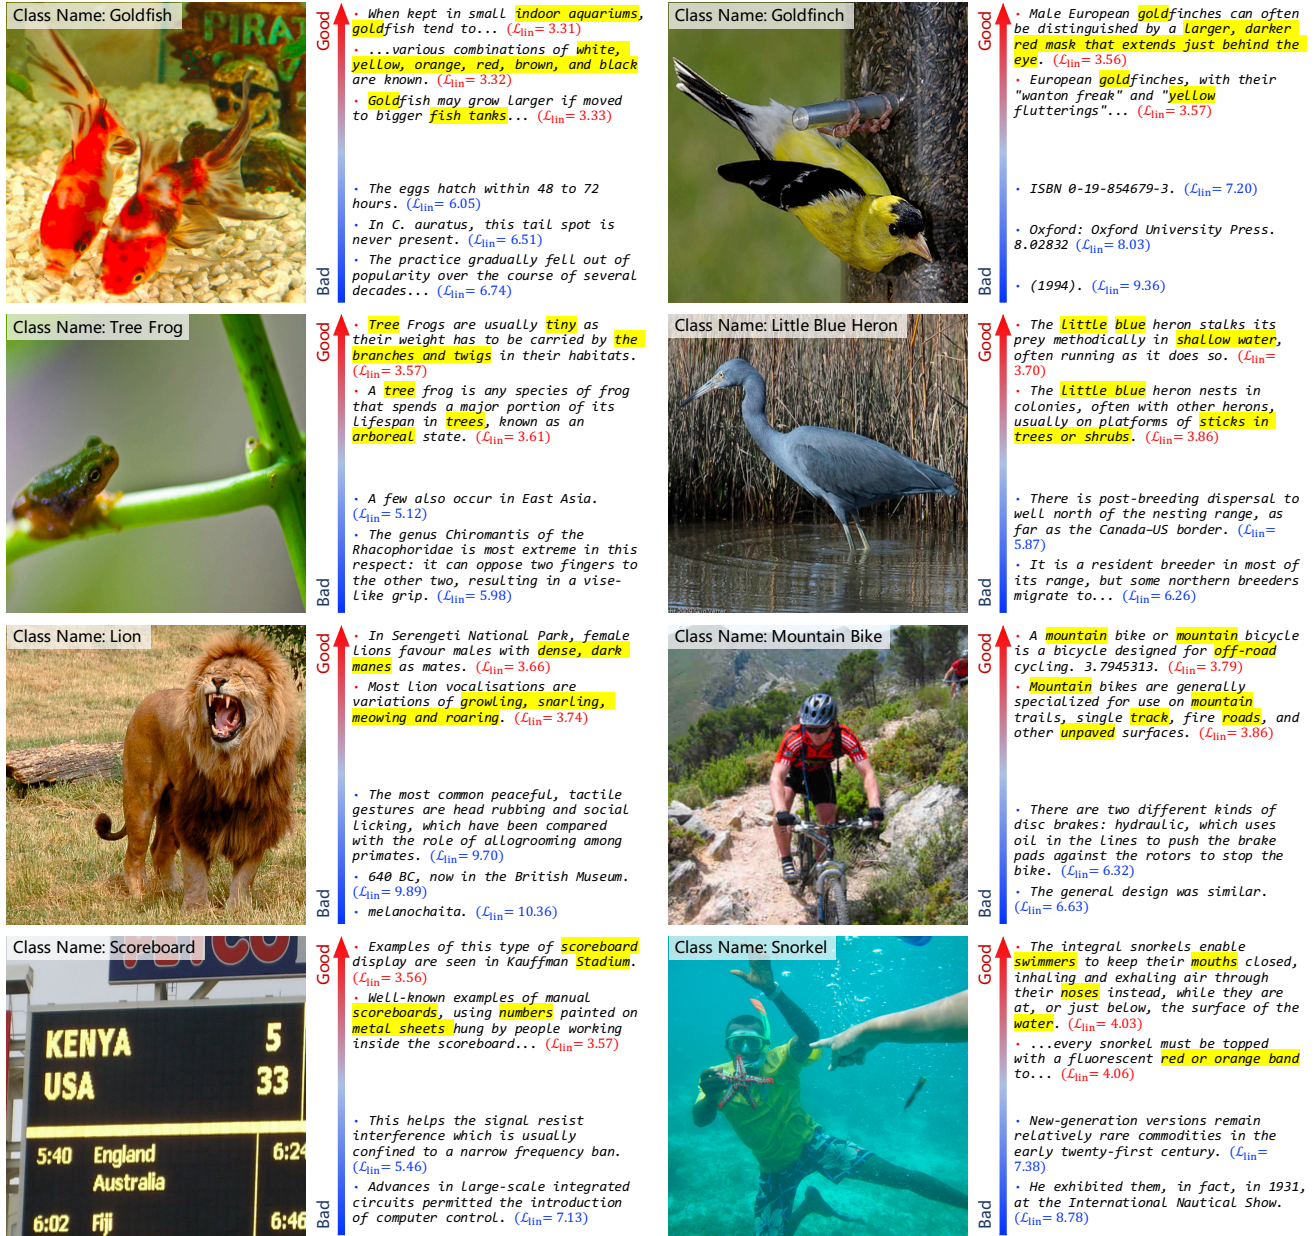 Class Name: Goldfish
PIRA
Good
Bad
• When kept in small indoor aquariums,
goldfish tend to... (ℒlin= 3.31)
• ...various combinations of white,
yellow, orange, red, brown, and black
are known. (ℒlin= 3.32)
• Goldfish may grow larger if moved
to bigger fish tanks... (ℒlin= 3.33)
• The eggs hatch within 48 to 72
hours. (ℒlin= 6.05)
• In C. auratus, this tail spot is
never present. (ℒlin= 6.51)
• The practice gradually fell out of
popularity over the course of several
decades... (ℒlin= 6.74)
Class Name: Goldfinch
Good
Bad
• Male European goldfinches can often
be distinguished by a larger, darker
red mask that extends just behind the
eye. (ℒlin= 3.56)
• European goldfinches, with their
"wanton freak" and "yellow
flutterings"... (ℒlin= 3.57)
• ISBN 0-19-854679-3. (ℒlin= 7.20)
• Oxford: Oxford University Press.
8.02832 (ℒlin= 8.03)
• (1994). (ℒlin= 9.36)
Class Name: Tree Frog
Good
Bad
• Tree Frogs are usually tiny as
their weight has to be carried by the
branches and twigs in their habitats.
(ℒlin= 3.57)
• A tree frog is any species of frog
that spends a major portion of its
lifespan in trees, known as an
arboreal state. (ℒlin= 3.61)
• A few also occur in East Asia.
(ℒlin= 5.12)
• The genus Chiromantis of the
Rhacophoridae is most extreme in this
respect: it can oppose two fingers to
the other two, resulting in a vise-
like grip. (ℒlin= 5.98)
Class Name: Little Blue Heron
Good
Bad
• The little blue heron stalks its
prey methodically in shallow water,
often running as it does so. (ℒlin=
3.70)
• The little blue heron nests in
colonies, often with other herons,
usually on platforms of sticks in
trees or shrubs. (ℒlin= 3.86)
• There is post-breeding dispersal to
well north of the nesting range, as
far as the Canada–US border. (ℒlin=
5.87)
• It is a resident breeder in most of
its range, but some northern breeders
migrate to... (ℒlin= 6.26)
Class Name: Lion
Good
Bad
• In Serengeti National Park, female
lions favour males with dense, dark
manes as mates. (ℒlin= 3.66)
• Most lion vocalisations are
variations of growling, snarling,
meowing and roaring. (ℒlin= 3.74)
• The most common peaceful, tactile
gestures are head rubbing and social
licking, which have been compared
with the role of allogrooming among
primates. (ℒlin= 9.70)
• 640 BC, now in the British Museum.
(ℒlin= 9.89)
• melanochaita. (ℒlin= 10.36)
Class Name: Mountain Bike
Good
Bad
• A mountain bike or mountain bicycle
is a bicycle designed for off-road
cycling. 3.7945313. (ℒlin= 3.79)
• Mountain bikes are generally
specialized for use on mountain
trails, single track, fire roads, and
other unpaved surfaces. (ℒlin= 3.86)
• There are two different kinds of
disc brakes: hydraulic, which uses
oil in the lines to push the brake
pads against the rotors to stop the
bike. (ℒlin= 6.32)
• The general design was similar.
(ℒlin= 6.63)
Class Name: Scoreboard
KENYA 5
USA 33
5:40 England 6:24
Australia
6:02 Fiji 6:46
Good
Bad
• Examples of this type of scoreboard
display are seen in Kauffman Stadium.
(ℒlin= 3.56)
• Well-known examples of manual
scoreboards, using numbers painted on
metal sheets hung by people working
inside the scoreboard... (ℒlin= 3.57)
• This helps the signal resist
interference which is usually
confined to a narrow frequency ban.
(ℒlin= 5.46)
• Advances in large-scale integrated
circuits permitted the introduction
of computer control. (ℒlin= 7.13)
Class Name: Snorkel
Good
Bad
• The integral snorkels enable
swimmers to keep their mouths closed,
inhaling and exhaling air through
their noses instead, while they are
at, or just below, the surface of the
water. (ℒlin= 4.03)
• ...every snorkel must be topped
with a fluorescent red or orange band
to... (ℒlin= 4.06)
• New-generation versions remain
relatively rare commodities in the
early twenty-first century. (ℒlin=
7.38)
• He exhibited them, in fact, in 1931,
at the International Nautical Show.
(ℒlin= 8.78)